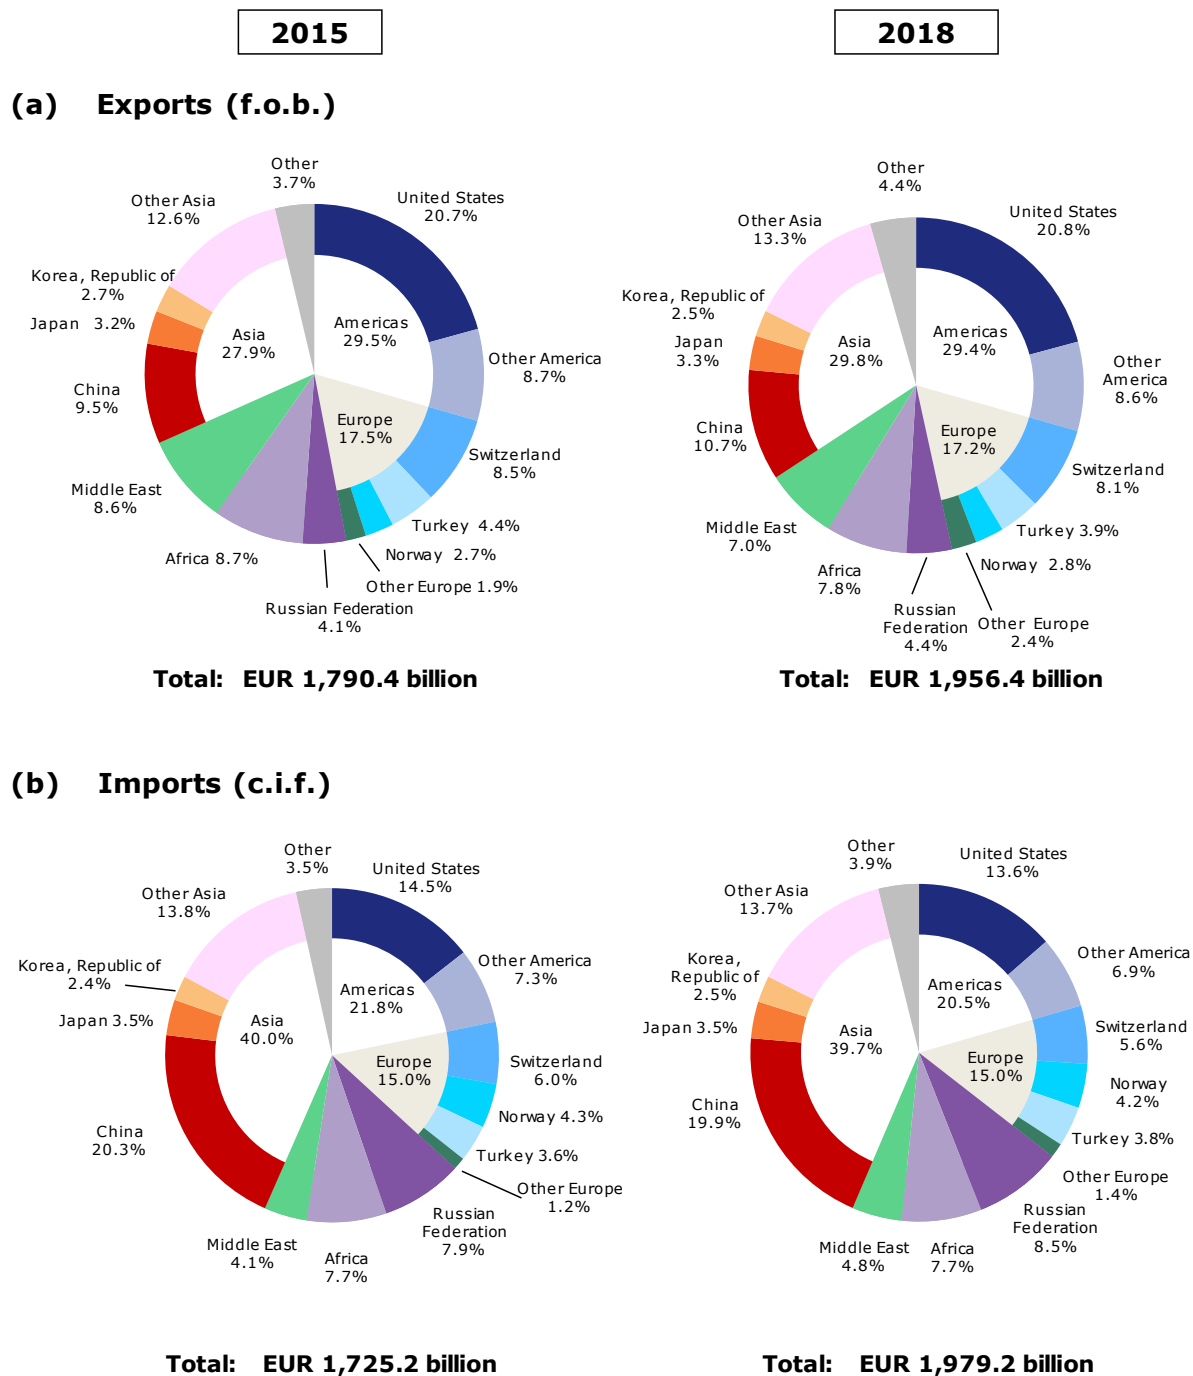 2015
2018
(a) Exports (f.o.b.)
Other
3.7%
United States
20.7%
Other Asia
12.6%
Korea, Republic of
2.7%
Japan 3.2%
Asia
27.9%
Americas
29.5%
Other America
8.7%
China
9.5%
Europe
17.5%
Switzerland
8.5%
Middle East
8.6%
Turkey 4.4%
Africa 8.7%
Norway 2.7%
Other Europe 1.9%
Russian Federation
4.1%
Total: EUR 1,790.4 billion
Other
4.4%
United States
20.8%
Other Asia
13.3%
Korea, Republic of
2.5%
Japan
3.3%
Asia
29.8%
Americas
29.4%
Other
America
8.6%
China
10.7%
Europe
17.2%
Switzerland
8.1%
Middle East
7.0%
Turkey 3.9%
Africa
7.8%
Norway 2.8%
Russian
Federation
4.4%
Other Europe
2.4%
Total: EUR 1,956.4 billion
(b) Imports (c.i.f.)
Other
3.5%
United States
14.5%
Other Asia
13.8%
Korea, Republic of
2.4%
Other America
7.3%
Americas
21.8%
Japan 3.5%
Asia
40.0%
Europe
15.0%
Switzerland
6.0%
China
20.3%
Norway 4.3%
Turkey 3.6%
Other Europe
1.2%
Russian
Federation
7.9%
Middle East
4.1%
Africa
7.7%
Total: EUR 1,725.2 billion
Other
3.9%
United States
13.6%
Other Asia
13.7%
Korea,
Republic of
2.5%
Other America
6.9%
Americas
20.5%
Japan 3.5%
Asia
39.7%
Europe
15.0%
Switzerland
5.6%
China
19.9%
Norway
4.2%
Turkey 3.8%
Other Europe
1.4%
Russian
Federation
8.5%
Middle East
4.8%
Africa
7.7%
Total: EUR 1,979.2 billion